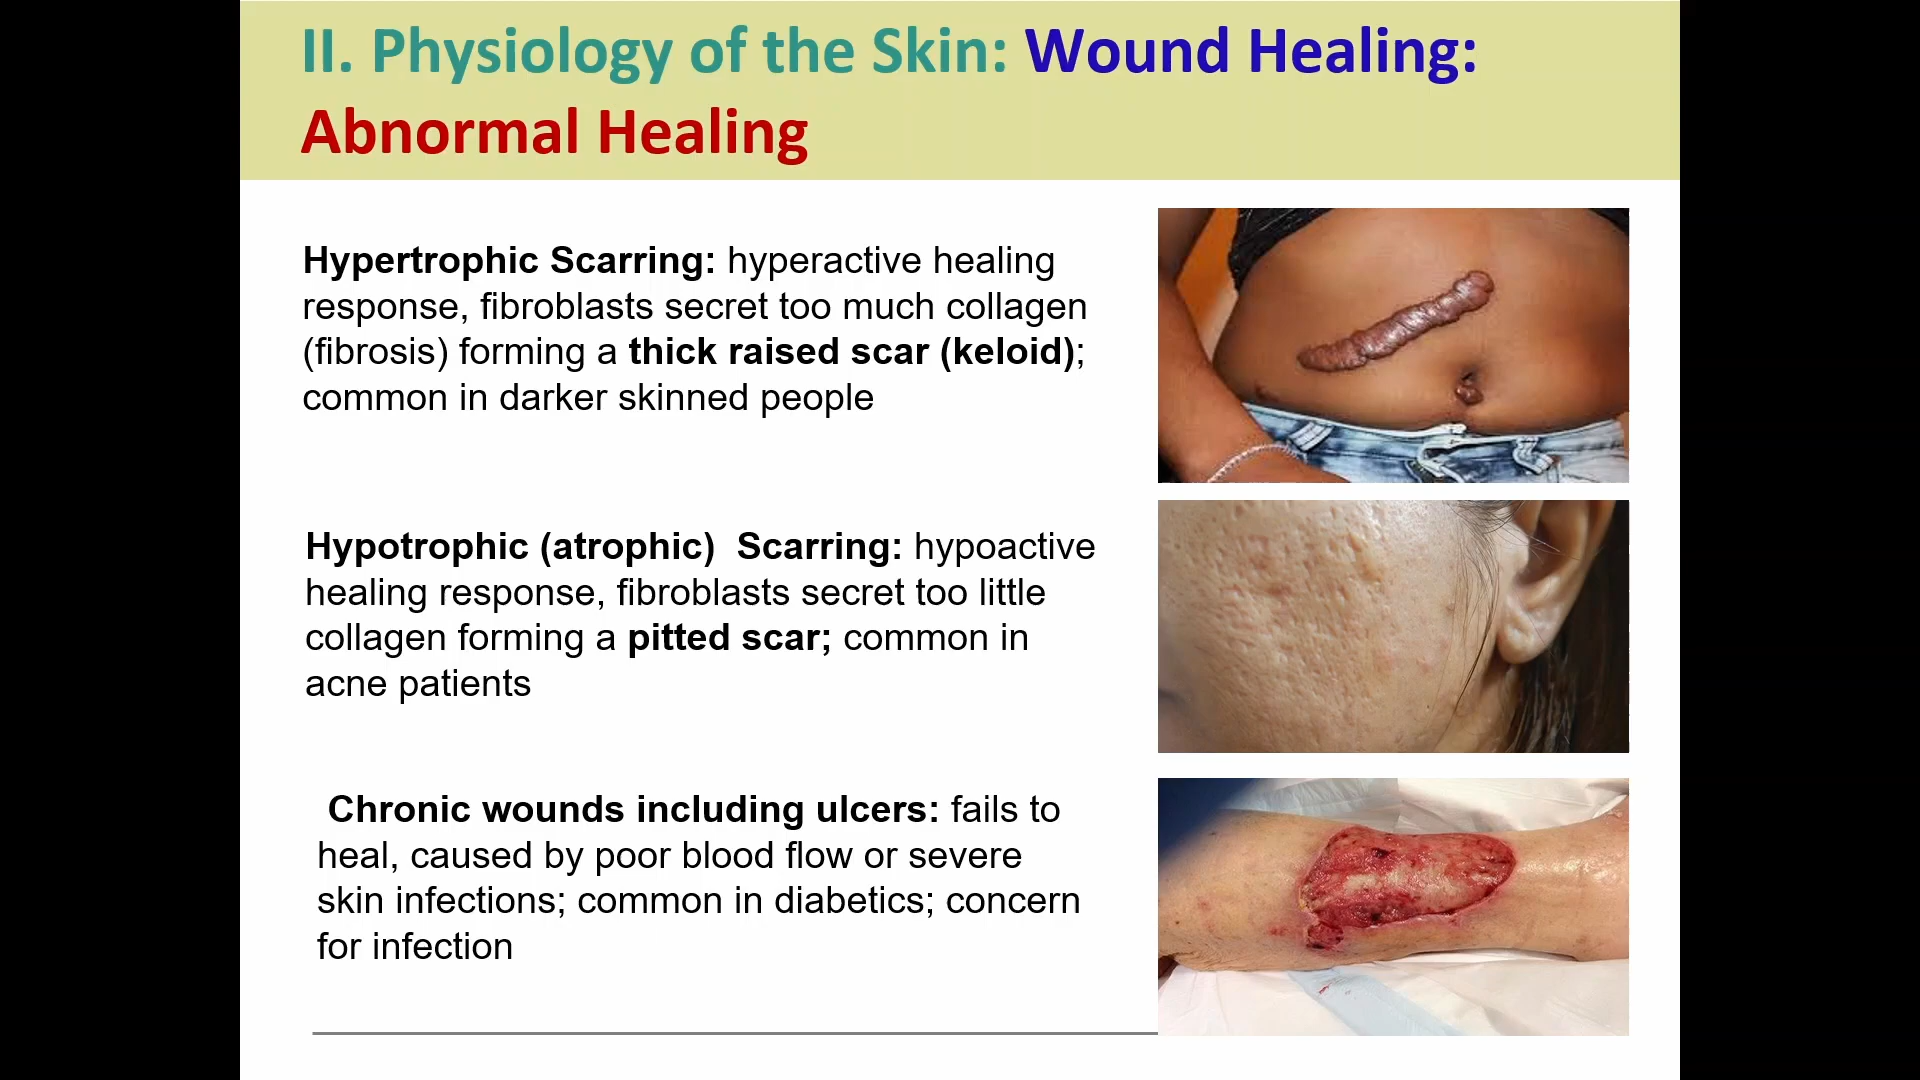 II. Physiology of the Skin: Wound Healing:
Abnormal Healing
Hypertrophic Scarring: hyperactive healing
response, fibroblasts secret too much collagen
(fibrosis) forming a thick raised scar (keloid);
common in darker skinned people
Hypotrophic (atrophic)  Scarring: hypoactive
healing response, fibroblasts secret too little
collagen forming a pitted scar; common in
acne patients
Chronic wounds including ulcers: fails to
heal, caused by poor blood flow or severe
skin infections; common in diabetics; concern
for infection